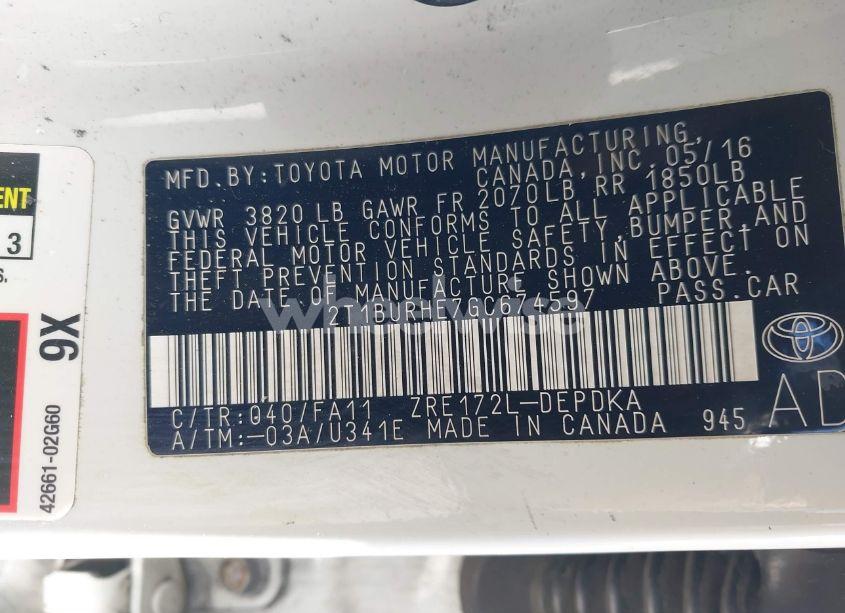 MFD.BY:TOYOTA MOTOR MANUFACTURING,
CANADA,INC.05/16
GVWR 3820 LB GAWR FR 2070LB RR 1850LB
THIS VEHICLE CONFORMS TO ALL APPLICABLE
FEDERAL MOTOR VEHICLE SAFETY,BUMPER AND
THEFT PREVENTION STANDARDS IN EFFECT ON
THE DATE OF MANUFACTURE SHOWN ABOVE.
2T1BURHE7GC674597 PASS.CAR
C/TR:040/FA11 ZRE172L-DEPDKA
A/TM:-03A/U341E MADE IN CANADA 945
AD
3
9X
42661-02G60